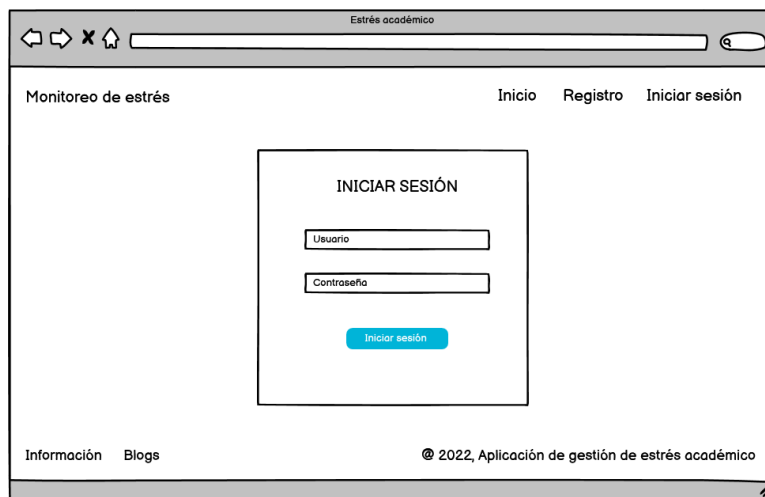 Estrés académico
Monitoreo de estrés Inicio Registro Iniciar sesión
INICIAR SESIÓN
Usuario
Contraseña
Iniciar sesión
Información Blogs @ 2022, Aplicación de gestión de estrés académico